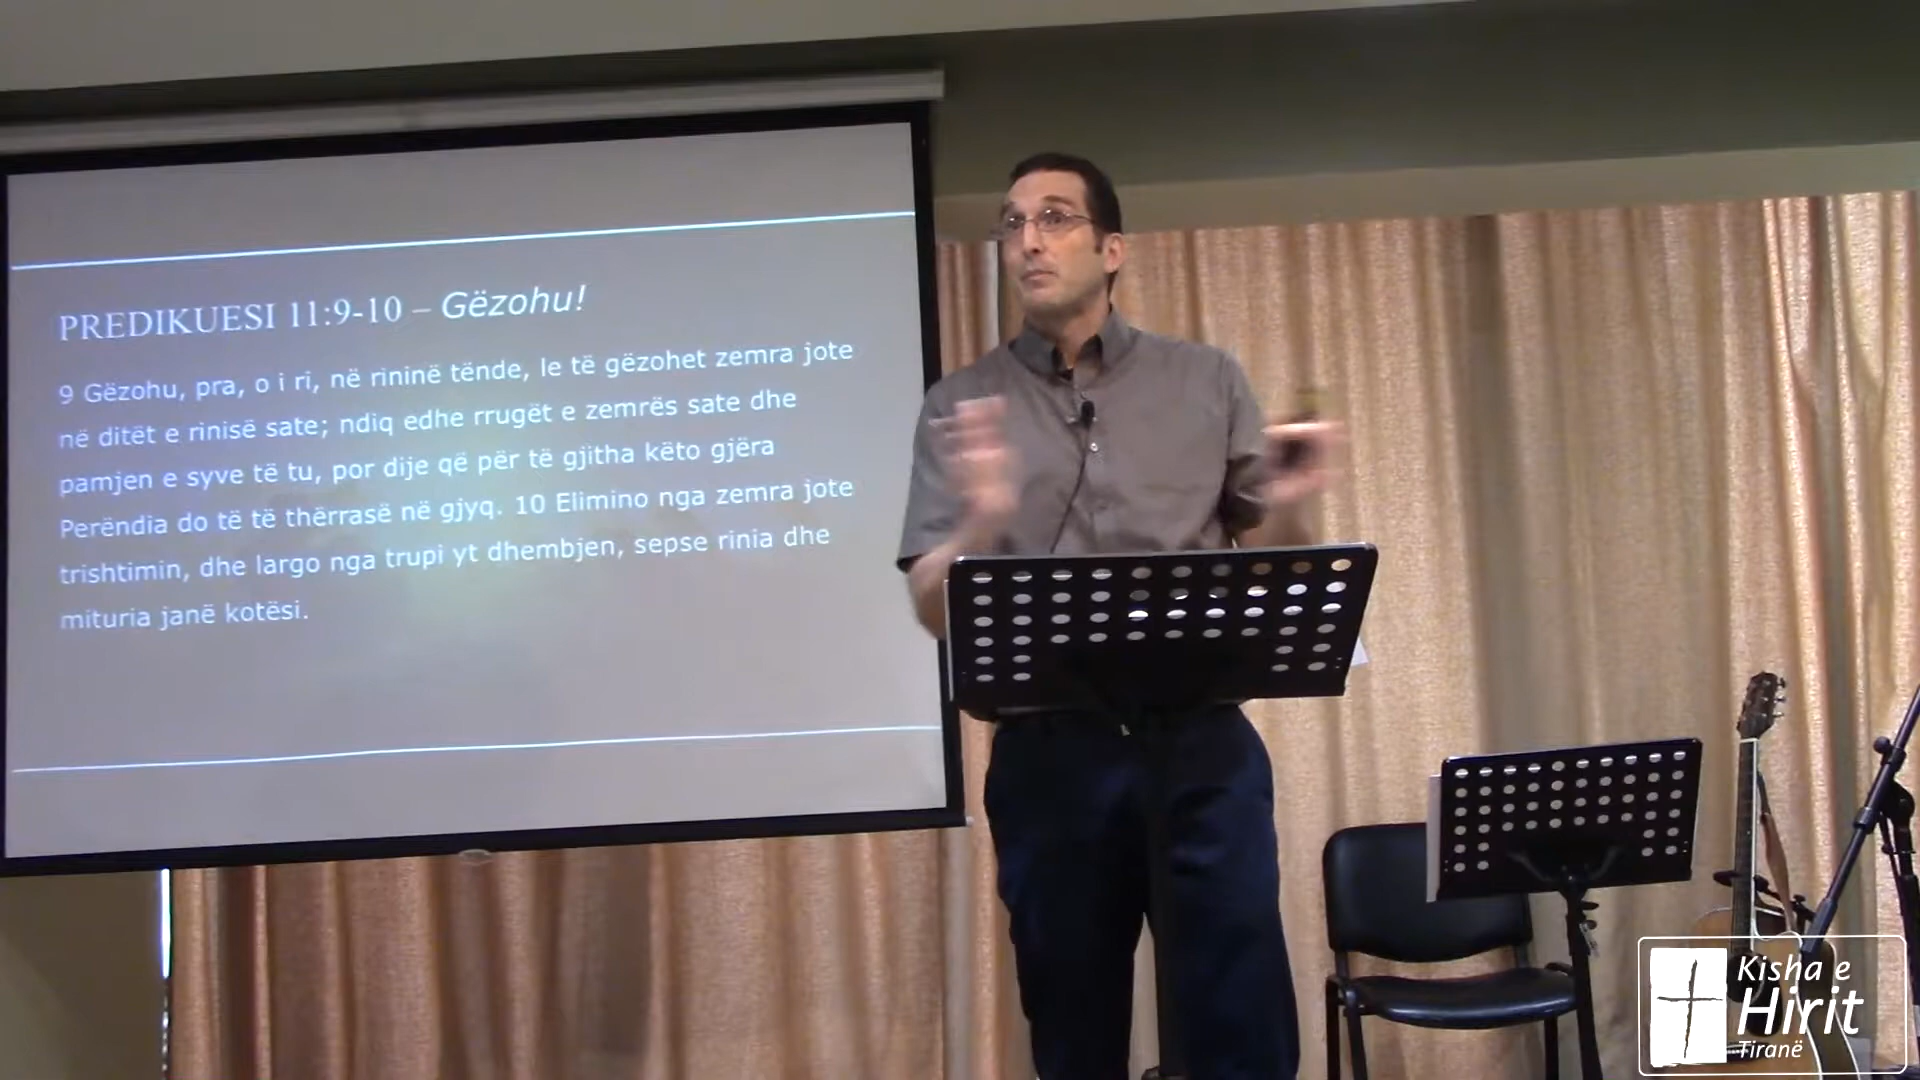 PREDIKUESI 11:9-10 – Gëzohu!
9 Gëzohu, pra, o i ri, në rininë tënde, le të gëzohet zemra jote
në ditët e rinisë sate; ndiq edhe rrugët e zemrës sate dhe
pamjen e syve të tu, por dije që për të gjitha këto gjëra
Perëndia do të të thërrasë në gjyq. 10 Elimino nga zemra jote
trishtimin, dhe largo nga trupi yt dhembjen, sepse rinia dhe
mituria janë kotësi.
Kisha e
Hirit
Tiranë